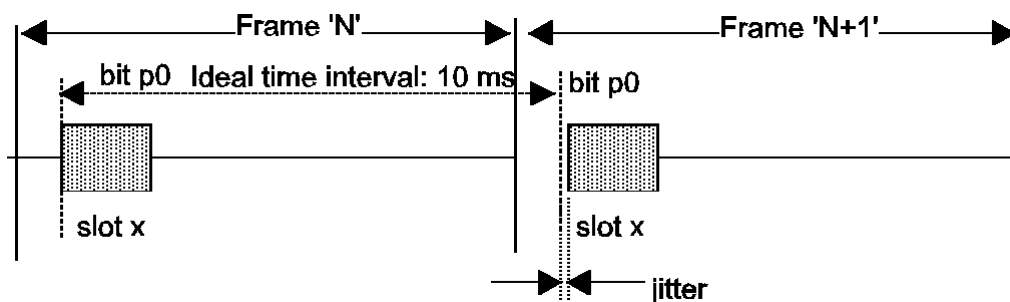 Frame 'N' Frame 'N+1'
bit p0 Ideal time interval: 10 ms bit p0
slot x slot x
jitter